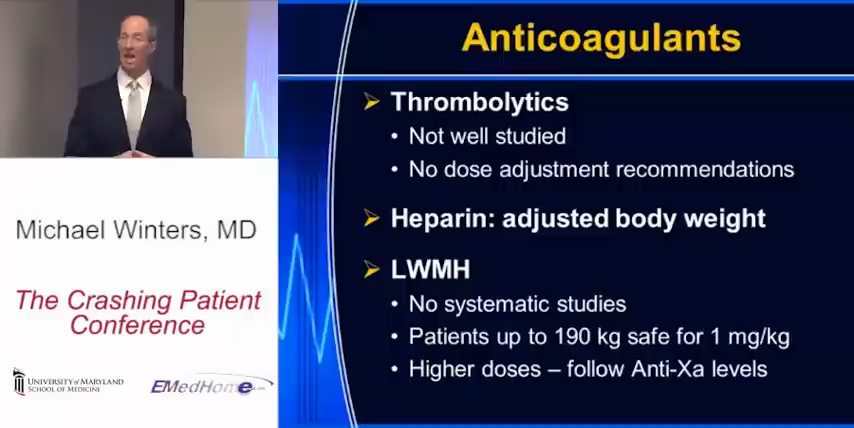 Anticoagulants
Thrombolytics
Not well studied
No dose adjustment recommendations
Heparin: adjusted body weight
LWMH
No systematic studies
Patients up to 190 kg safe for 1 mg/kg
Higher doses – follow Anti-Xa levels
Michael Winters, MD
The Crashing Patient
Conference
UNIVERSITY of MARYLAND
SCHOOL OF MEDICINE
EMedHome